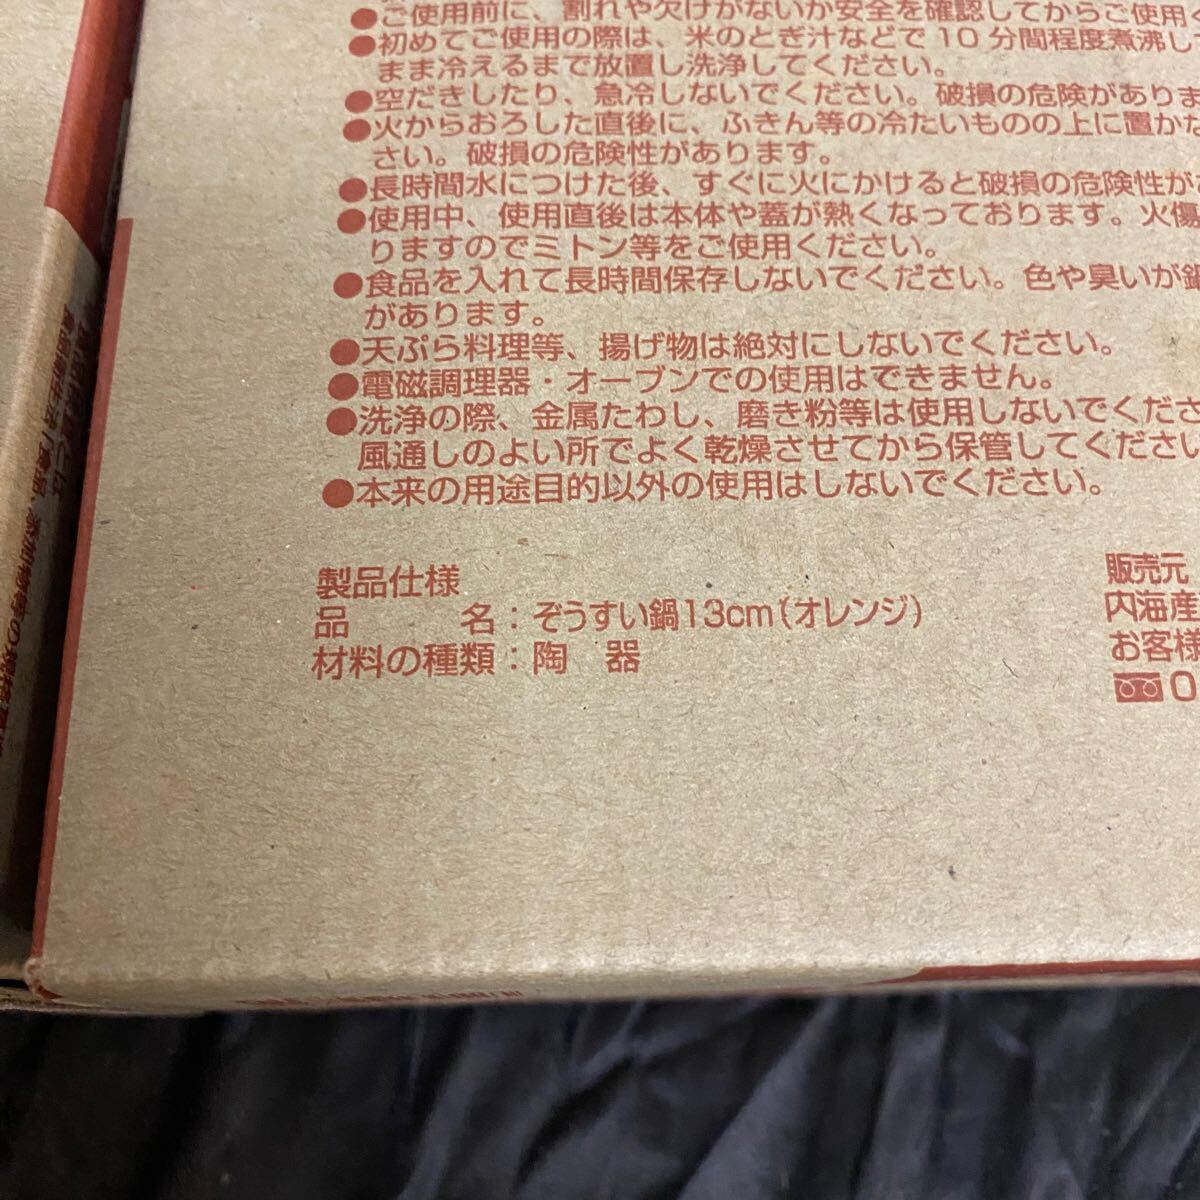 ●ご使用前に、割れや欠けがないか安全を確認してからご使用く
●初めてご使用の際は、米のとぎ汁などで10分間程度煮沸し
まま冷えるまで放置し洗浄してください。
●空だきしたり、急冷しないでください。破損の危険がありま
●火からおろした直後に、ふきん等の冷たいものの上に置かな
さい。破損の危険性があります。
●長時間水につけた後、すぐに火にかけると破損の危険性が
●使用中、使用直後は本体や蓋が熱くなっております。火傷
りますのでミトン等をご使用ください。
●食品を入れて長時間保存しないでください。色や臭いが
があります。
●天ぷら料理等、揚げ物は絶対にしないでください。
●電磁調理器・オーブンでの使用はできません。
●洗浄の際、金属たわし、磨き粉等は使用しないでくださ
風通しのよい所でよく乾燥させてから保管してください
●本来の用途目的以外の使用はしないでください。
製品仕様
品 名：ぞうすい鍋13cm(オレンジ)
材料の種類：陶 器
販売元
内海産
お客様
0